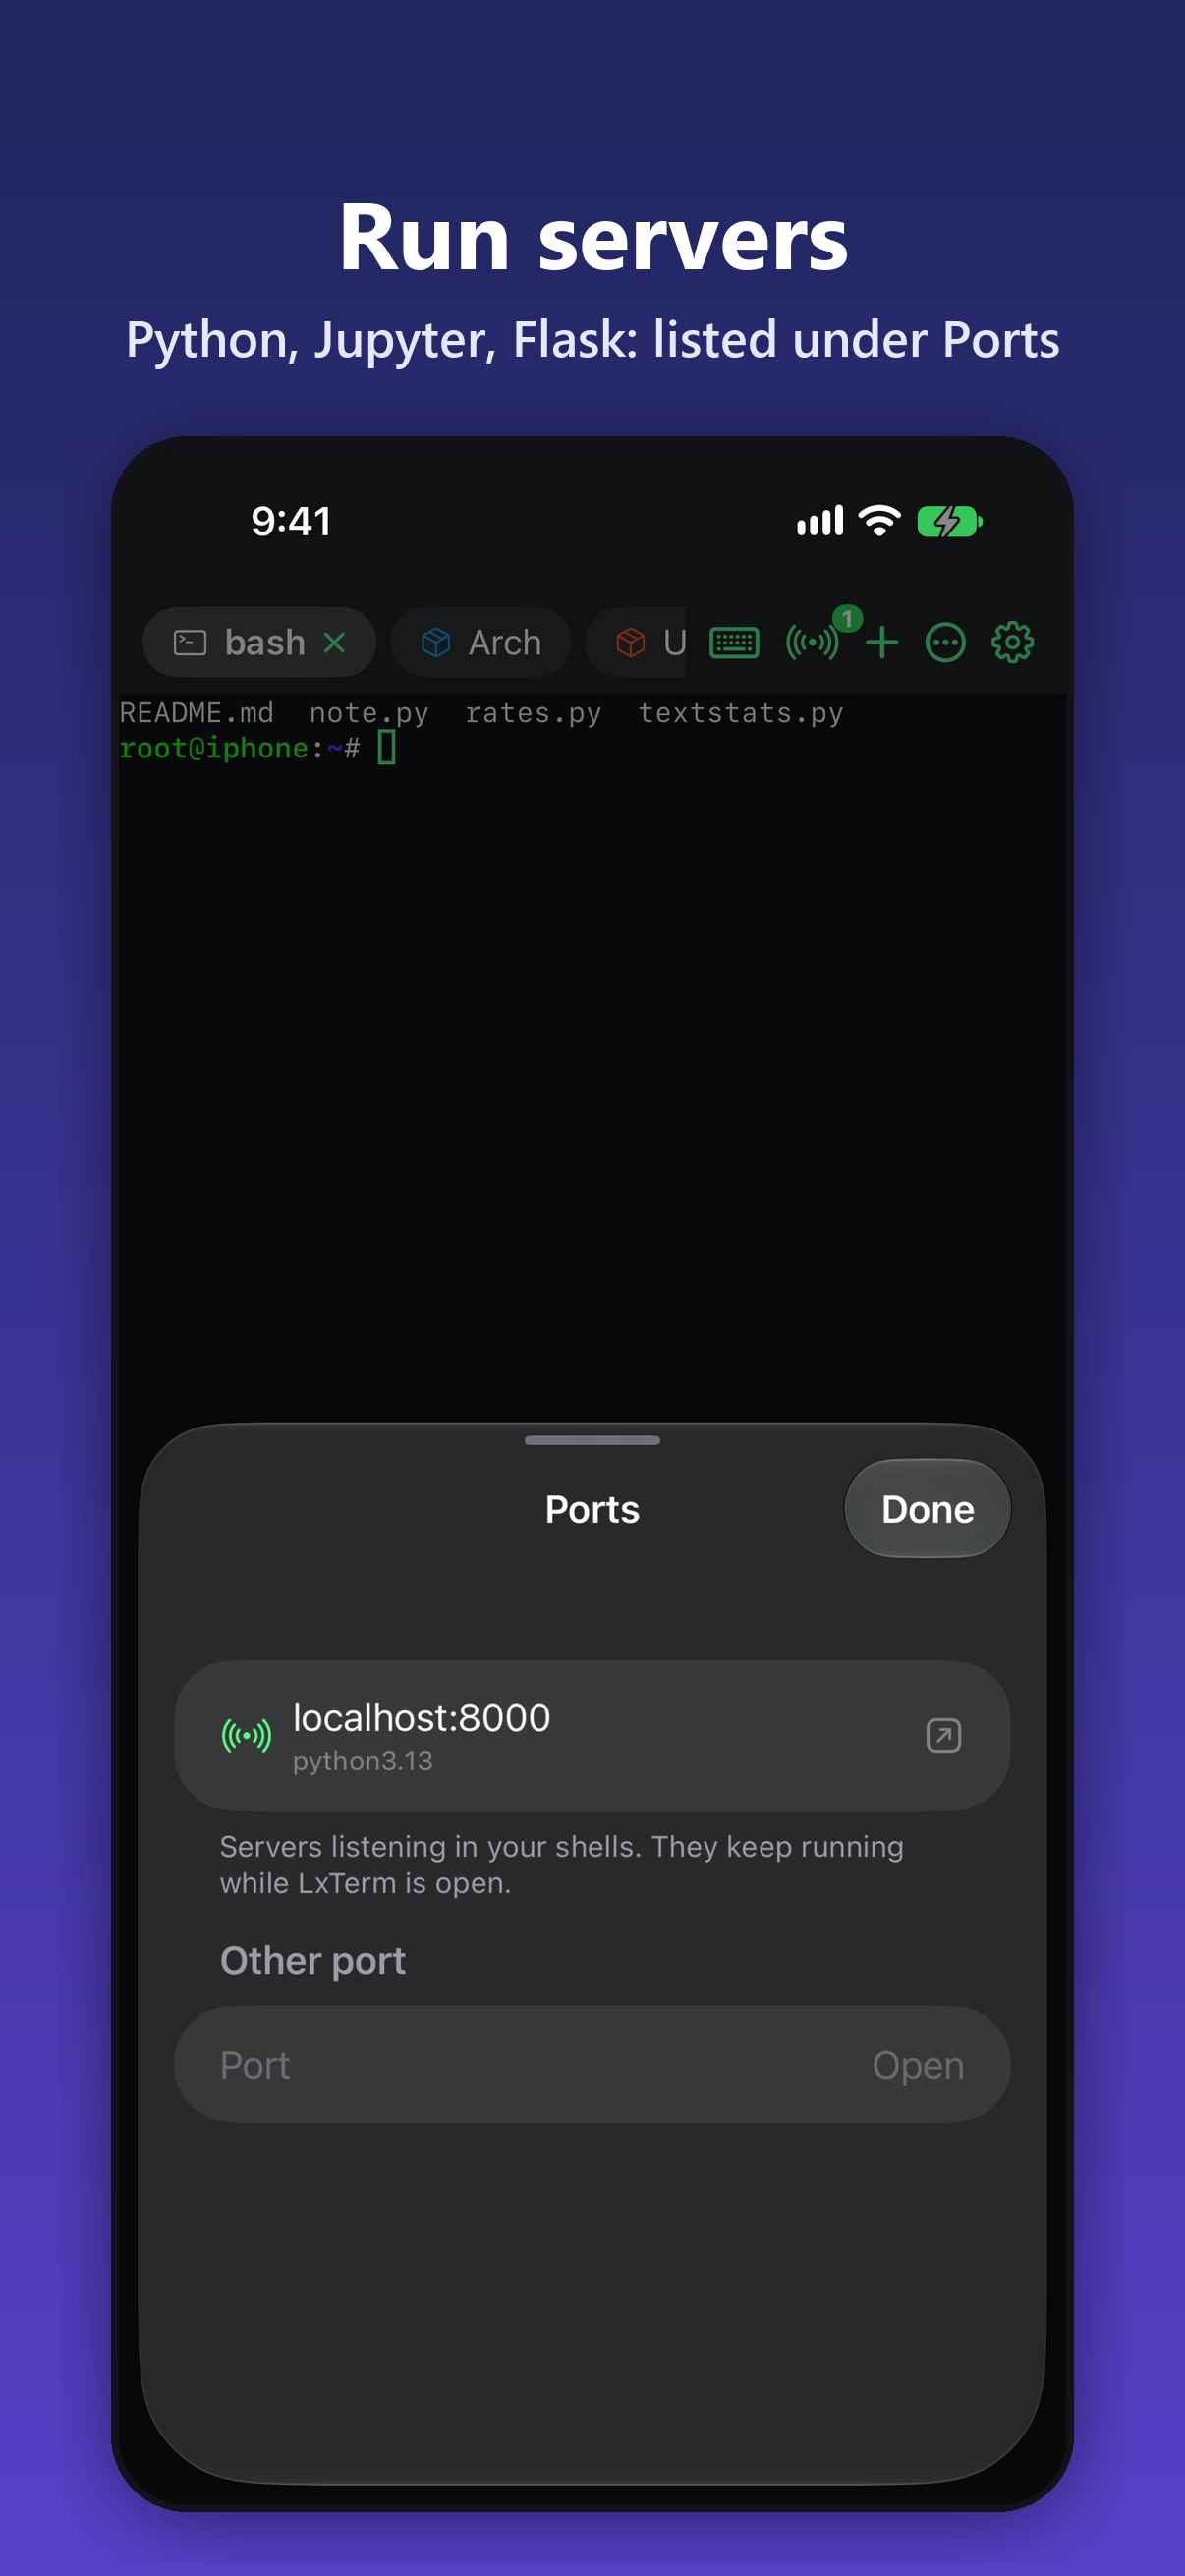 Run servers
Python, Jupyter, Flask: listed under Ports
9:41
bash Arch U 1
README.md note.py rates.py textstats.py
root@iphone:~#
Ports
Done
localhost:8000
python3.13
Servers listening in your shells. They keep running
while LxTerm is open.
Other port
Port
Open